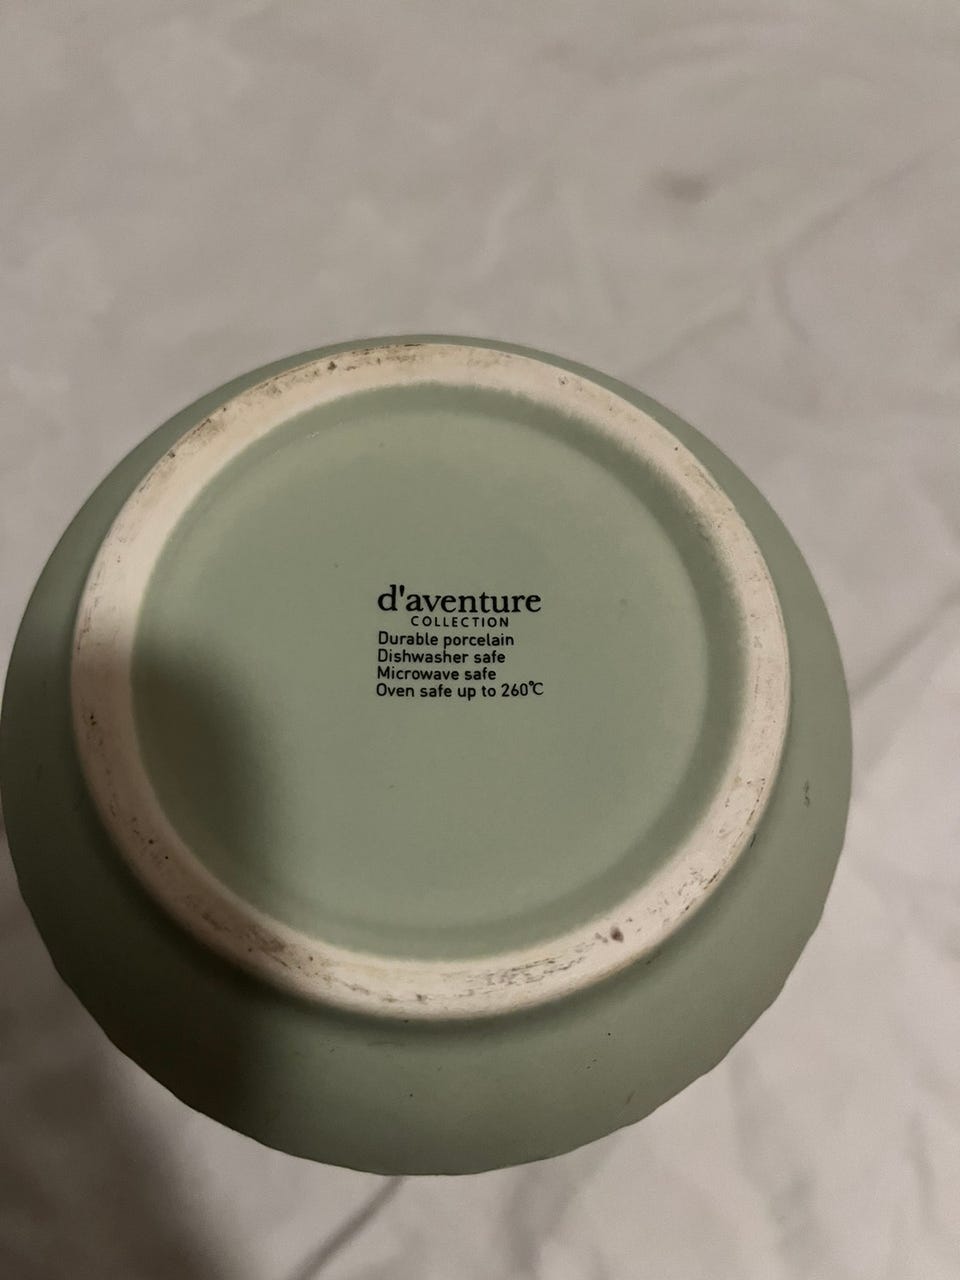 d'aventure
COLLECTION
Durable porcelain
Dishwasher safe
Microwave safe
Oven safe up to 260℃